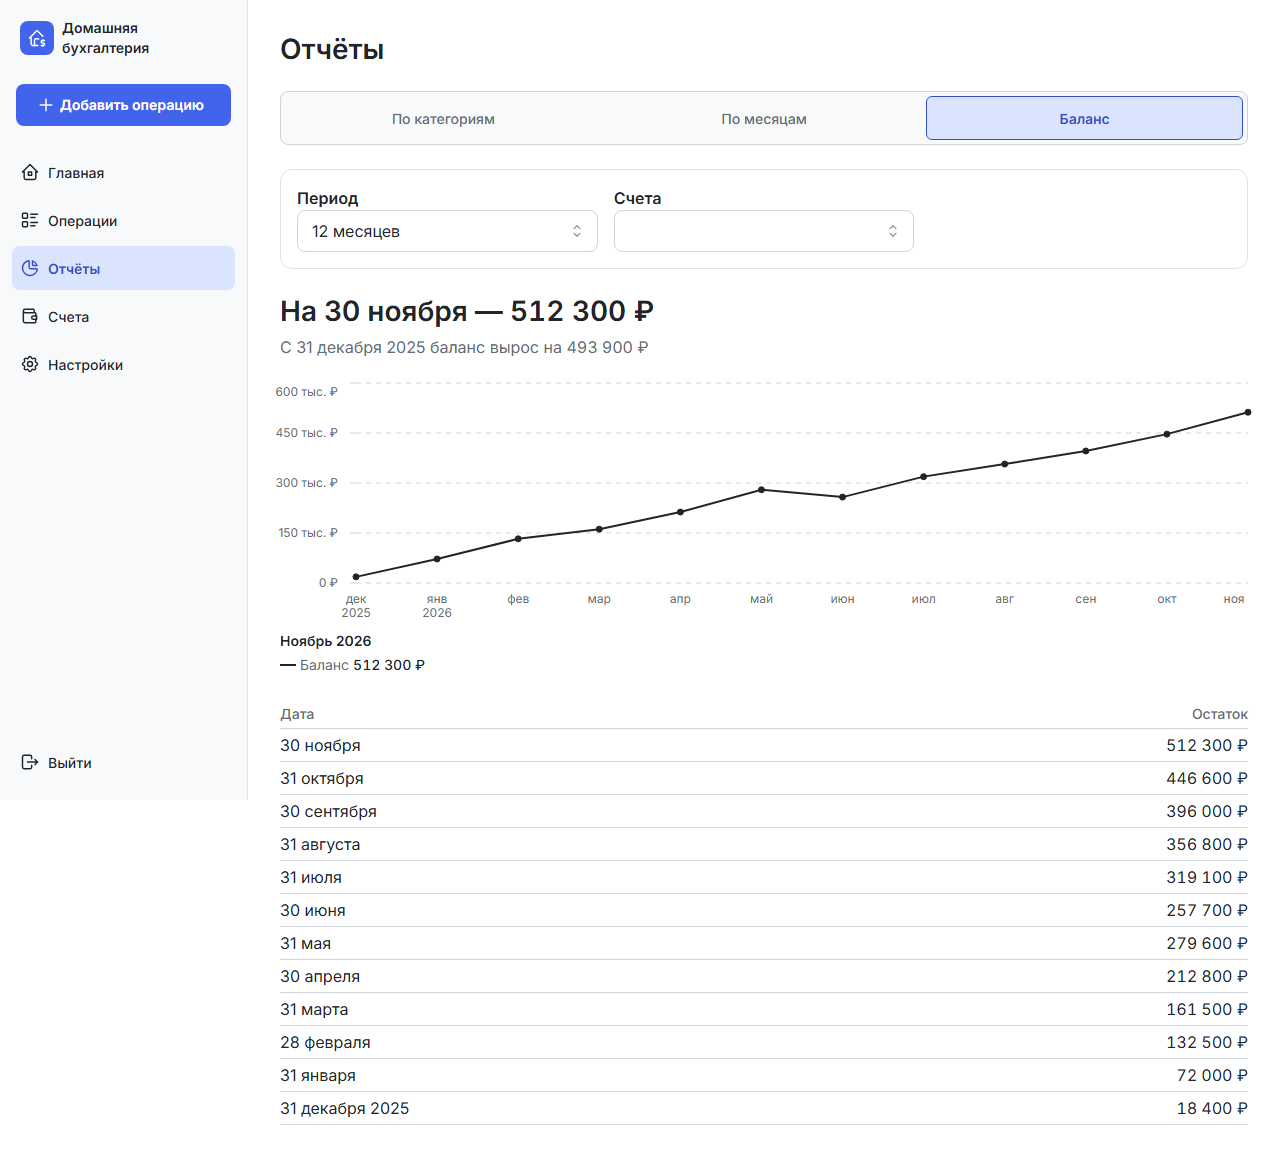 Домашняя
бухгалтерия
Добавить операцию
Главная
Операции
Отчёты
Счета
Настройки
Выйти
Отчёты
По категориям
По месяцам
Баланс
Период
Счета
12 месяцев
На 30 ноября — 512 300 ₽
С 31 декабря 2025 баланс вырос на 493 900 ₽
600 тыс. ₽
450 тыс. ₽
300 тыс. ₽
150 тыс. ₽
0 ₽
дек 2025
янв 2026
фев
мар
апр
май
июн
июл
авг
сен
окт
ноя
Ноябрь 2026
Баланс 512 300 ₽
Дата Остаток
30 ноября 512 300 ₽
31 октября 446 600 ₽
30 сентября 396 000 ₽
31 августа 356 800 ₽
31 июля 319 100 ₽
30 июня 257 700 ₽
31 мая 279 600 ₽
30 апреля 212 800 ₽
31 марта 161 500 ₽
28 февраля 132 500 ₽
31 января 72 000 ₽
31 декабря 2025 18 400 ₽